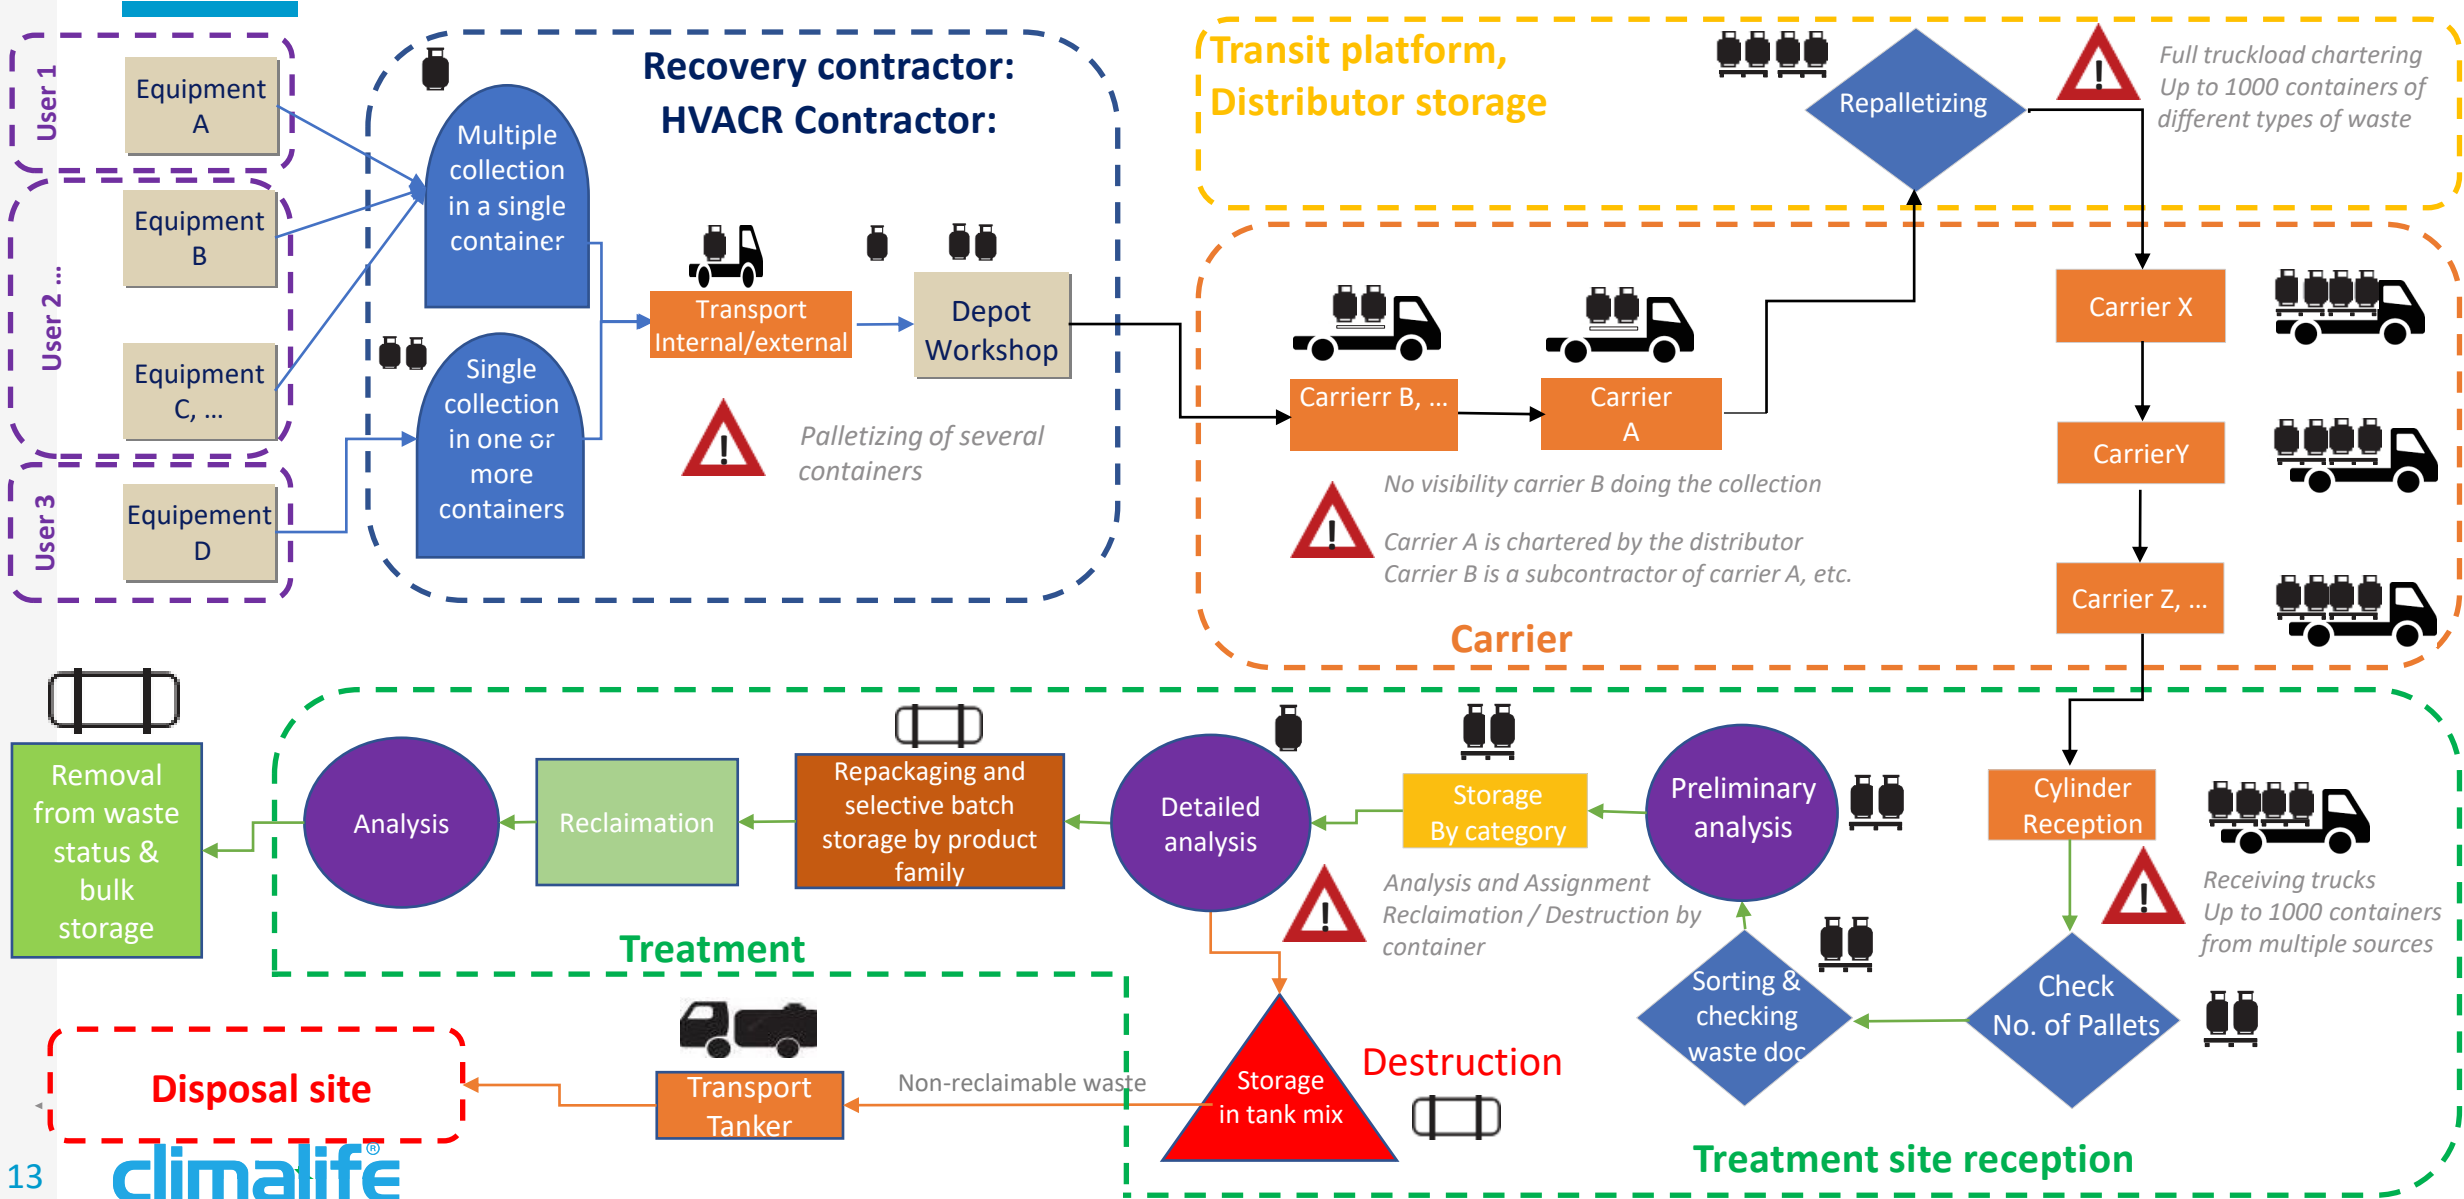 User 1
Equipment
A
User 2 ...
Equipment
B
Equipment
C, ...
User 3
Equipement
D
Recovery contractor:
HVACR Contractor:
Multiple
collection
in a single
container
Single
collection
in one or
more
containers
Transport
Internal/external
Depot
Workshop
Palletizing of several
containers
Transit platform,
Distributor storage
Repalletizing
Full truckload chartering
Up to 1000 containers of
different types of waste
Carrierr B, ...
Carrier
A
No visibility carrier B doing the collection
Carrier A is chartered by the distributor
Carrier B is a subcontractor of carrier A, etc.
Carrier
Carrier X
CarrierY
Carrier Z, ...
Cylinder
Reception
Receiving trucks
Up to 1000 containers
from multiple sources
Check
No. of Pallets
Sorting &
checking
waste doc
Preliminary
analysis
Storage
By category
Analysis and Assignment
Reclaimation / Destruction by
container
Detailed
analysis
Repackaging and
selective batch
storage by product
family
Reclaimation
Analysis
Removal
from waste
status &
bulk
storage
Treatment
Storage
in tank mix
Destruction
Non-reclaimable waste
Transport
Tanker
Disposal site
Treatment site reception
13
climalife®